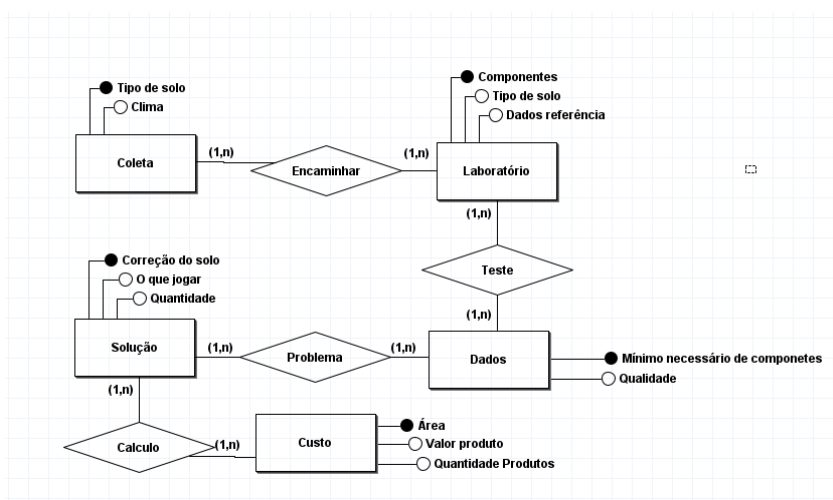 Tipo de solo
Clima
Coleta
(1,n)
Encaminhar
(1,n)
Componentes
Tipo de solo
Dados referência
Laboratório
(1,n)
Teste
(1,n)
Correção do solo
O que jogar
Quantidade
Solução
(1,n)
Problema
(1,n)
Dados
Mínimo necessário de componetes
Qualidade
(1,n)
Calculo
(1,n)
Custo
Área
Valor produto
Quantidade Produtos